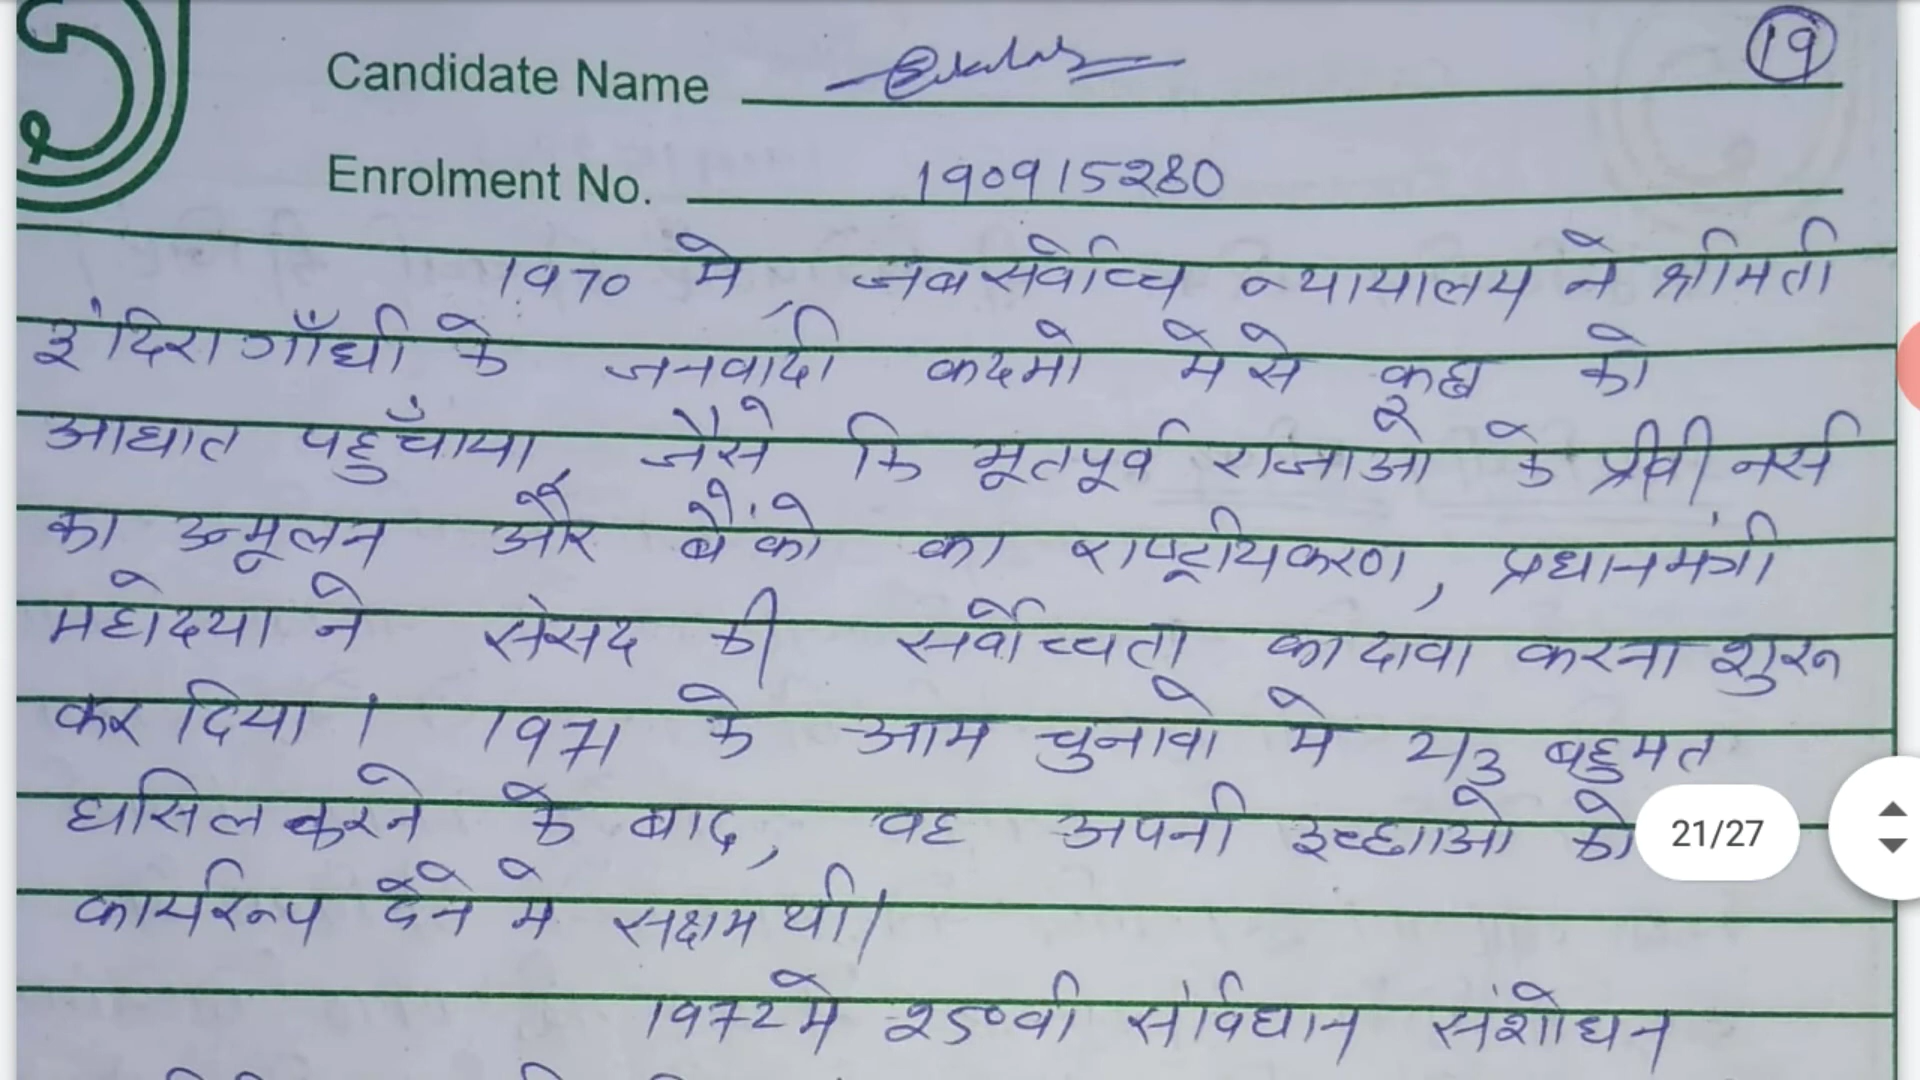 19
Candidate Name
Enrolment No. 190915280
1970 मे जब सर्वोच्च न्यायालय ने श्रीमती
इंदिरा गाँधी के जनवादी कदमो मे से कुछ को
आघात पहुँचाया, जैसे कि भूतपूर्व राजाओ के प्रीवी पर्स
का उन्मूलन और बैंको का राष्ट्रीयकरण, प्रधानमंत्री
महोदया ने संसद की सर्वोच्चता का दावा करना शुरू
कर दिया। 1971 के आम चुनावो मे 2/3 बहुमत
हासिल करने के बाद, वह अपनी इच्छाओ को
21/27
कार्यरूप देने मे सक्षम थी।
1972 मे 25वी संविधान संशोधन